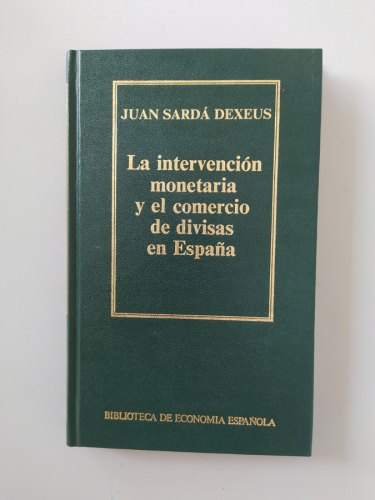 JUAN SARDÁ DEXEUS
La intervención
monetaria
y el comercio
de divisas
en España
BIBLIOTECA DE ECONOMIA ESPAÑOLA